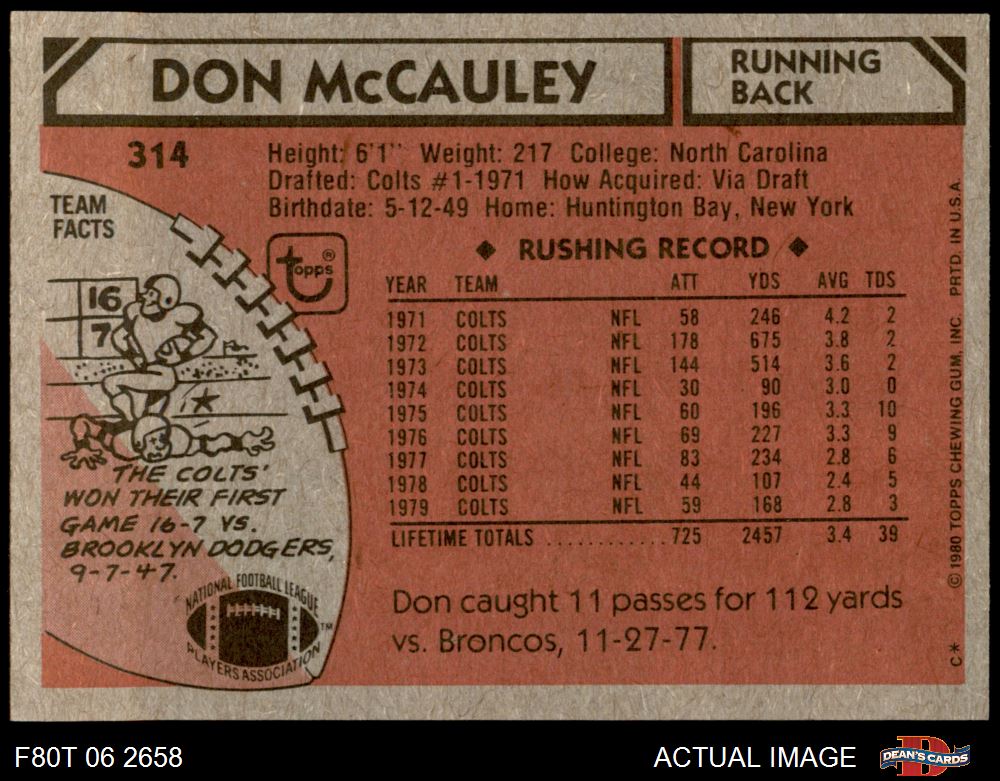 DON McCAULEY
RUNNING
BACK
314
Height: 6'1" Weight: 217 College: North Carolina
Drafted: Colts #1-1971 How Acquired: Via Draft
Birthdate: 5-12-49 Home: Huntington Bay, New York
TEAM
FACTS
topps ®
16
7
THE COLTS'
WON THEIR FIRST
GAME 16-7 VS.
BROOKLYN DODGERS,
9-7-47.
NATIONAL FOOTBALL LEAGUE
PLAYERS ASSOCIATION
TM
◆ RUSHING RECORD ◆
YEAR TEAM ATT YDS AVG TDS
1971 COLTS NFL 58 246 4.2 2
1972 COLTS NFL 178 675 3.8 2
1973 COLTS NFL 144 514 3.6 2
1974 COLTS NFL 30 90 3.0 0
1975 COLTS NFL 60 196 3.3 10
1976 COLTS NFL 69 227 3.3 9
1977 COLTS NFL 83 234 2.8 6
1978 COLTS NFL 44 107 2.4 5
1979 COLTS NFL 59 168 2.8 3
LIFETIME TOTALS ............ 725 2457 3.4 39
Don caught 11 passes for 112 yards
vs. Broncos, 11-27-77.
C* © 1980 TOPPS CHEWING GUM, INC. PRTD. IN U.S.A.
F80T 06 2658
ACTUAL IMAGE
D
DEAN'S CARDS